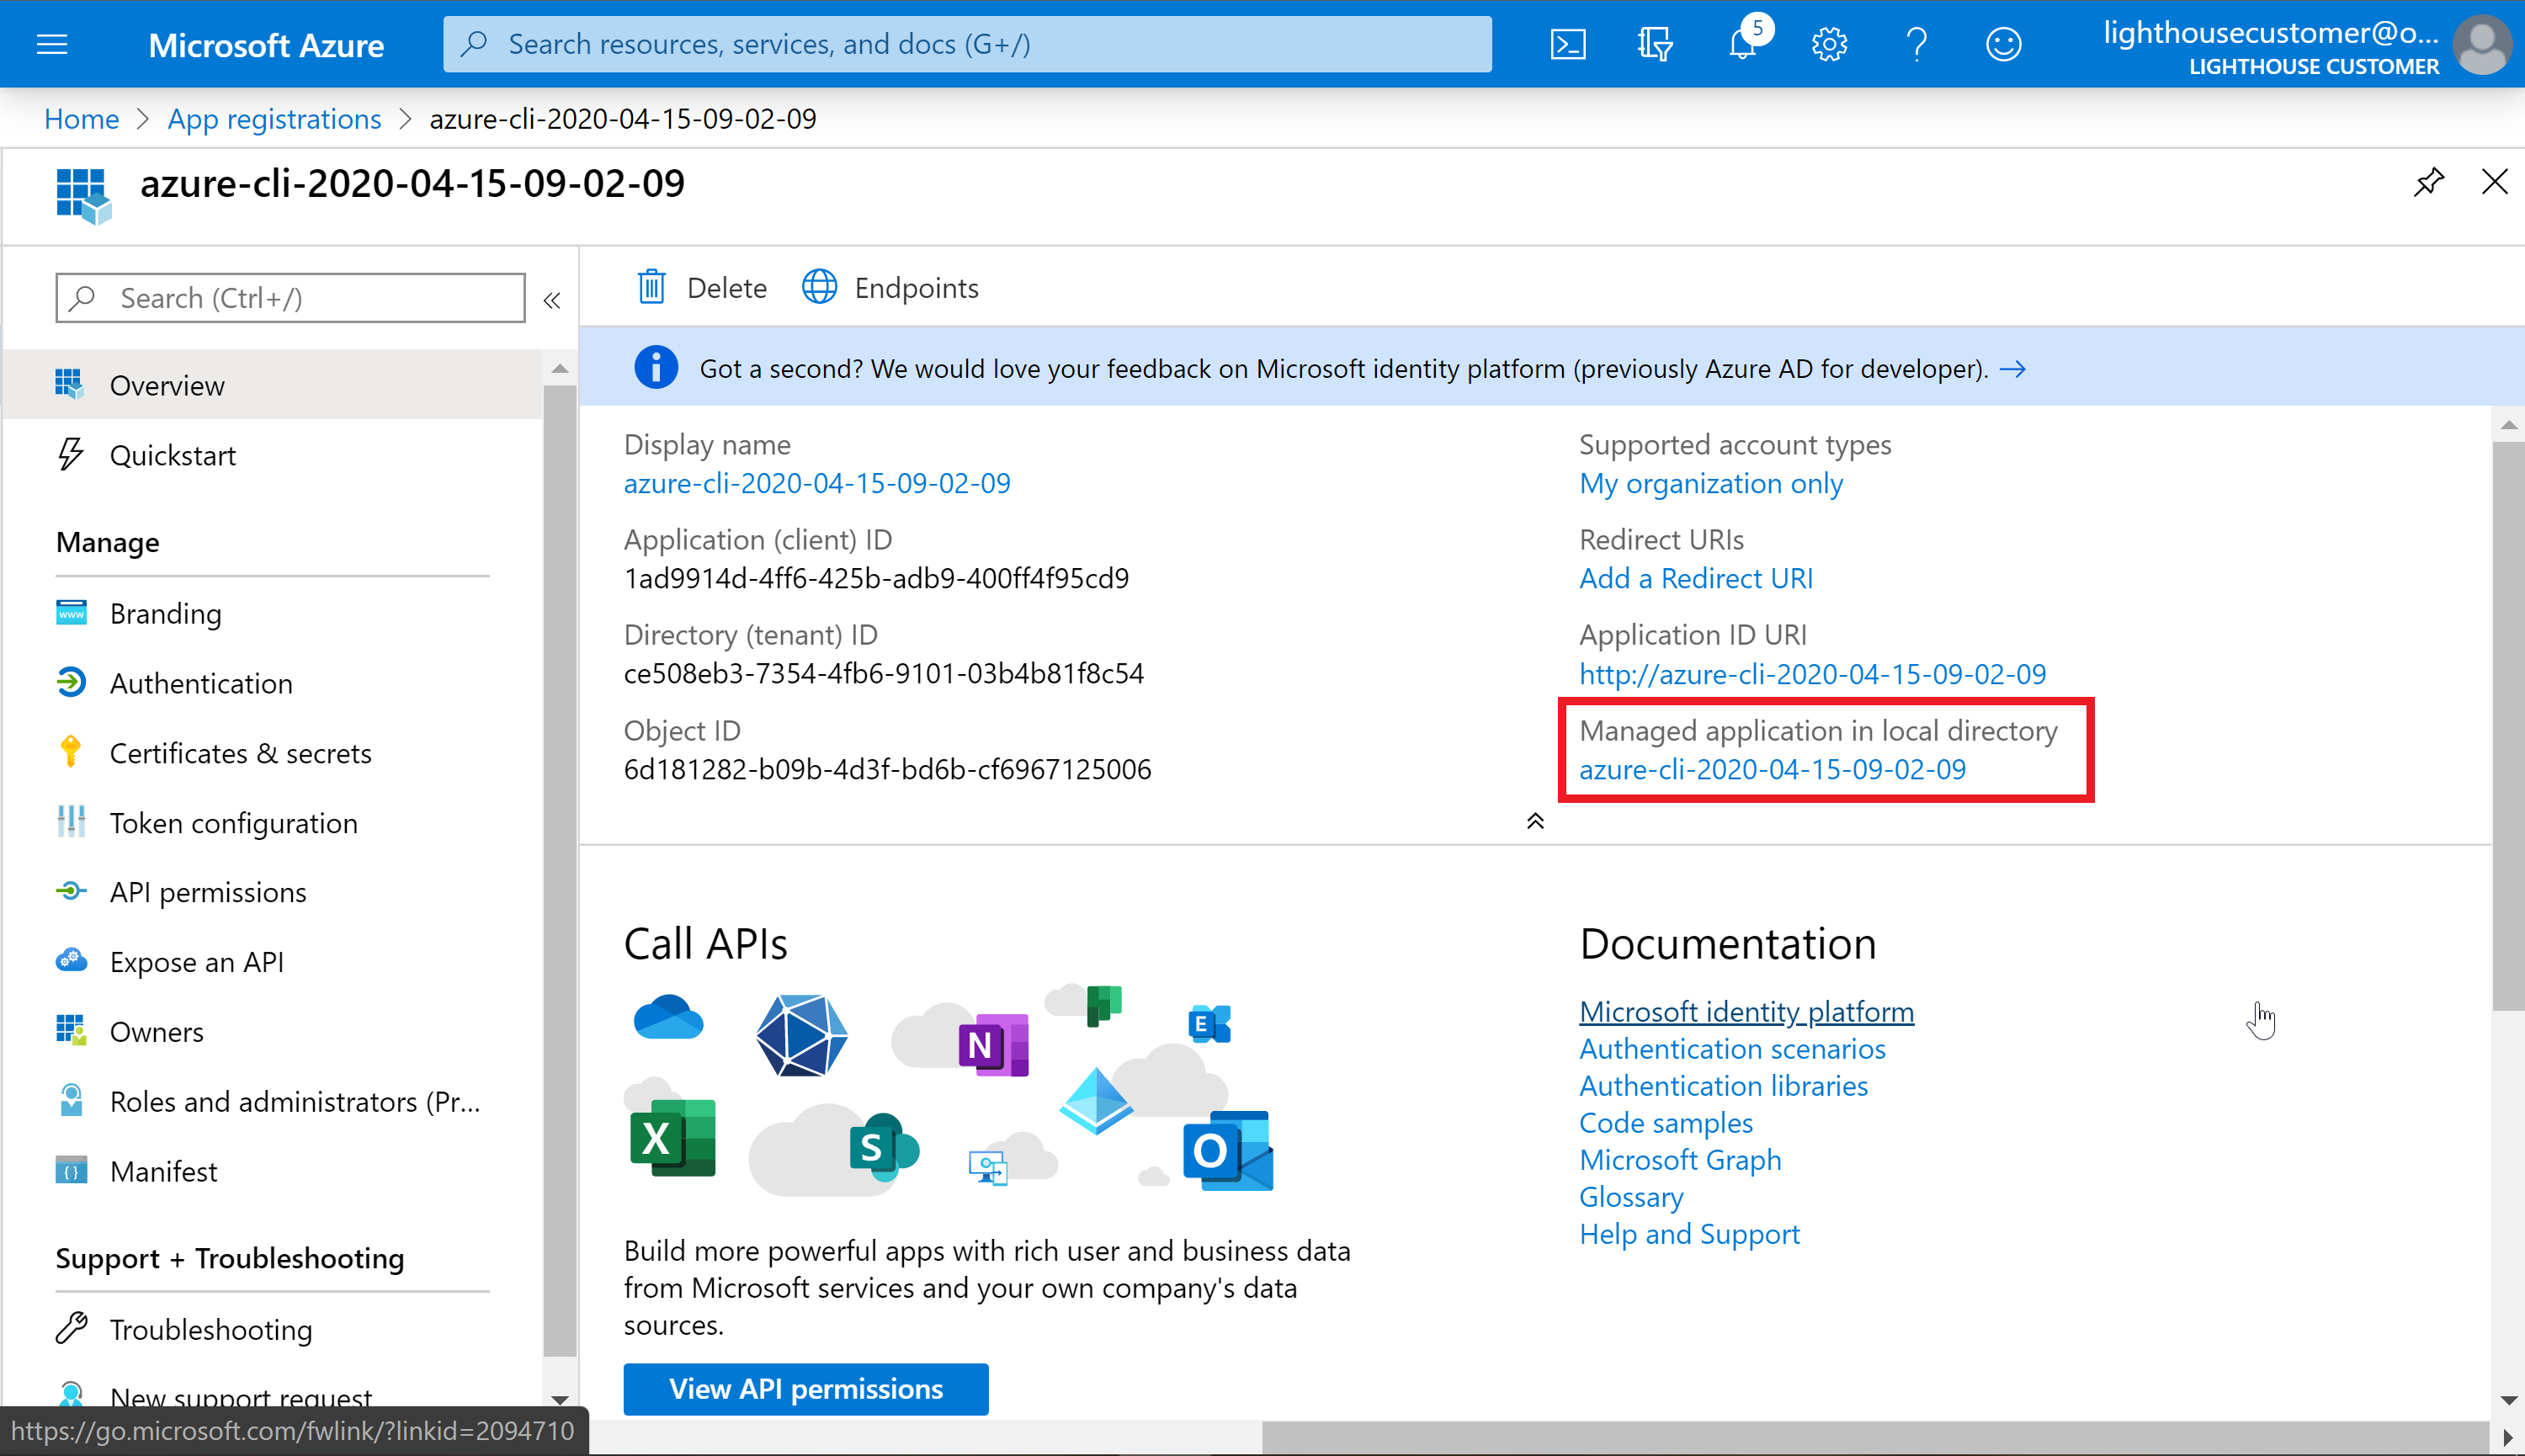 Microsoft Azure
Search resources, services, and docs (G+/)
5
lighthousecustomer@o...
LIGHTHOUSE CUSTOMER
Home > App registrations > azure-cli-2020-04-15-09-02-09
azure-cli-2020-04-15-09-02-09
Search (Ctrl+/)
Overview
Quickstart
Manage
Branding
Authentication
Certificates & secrets
Token configuration
API permissions
Expose an API
Owners
Roles and administrators (Pr...
Manifest
Support + Troubleshooting
Troubleshooting
New support request
Delete
Endpoints
Got a second? We would love your feedback on Microsoft identity platform (previously Azure AD for developer). →
Display name
azure-cli-2020-04-15-09-02-09
Application (client) ID
1ad9914d-4ff6-425b-adb9-400ff4f95cd9
Directory (tenant) ID
ce508eb3-7354-4fb6-9101-03b4b81f8c54
Object ID
6d181282-b09b-4d3f-bd6b-cf6967125006
Supported account types
My organization only
Redirect URIs
Add a Redirect URI
Application ID URI
http://azure-cli-2020-04-15-09-02-09
Managed application in local directory
azure-cli-2020-04-15-09-02-09
Call APIs
N
E
X
S
O
Build more powerful apps with rich user and business data
from Microsoft services and your own company's data
sources.
View API permissions
Documentation
Microsoft identity platform
Authentication scenarios
Authentication libraries
Code samples
Microsoft Graph
Glossary
Help and Support
https://go.microsoft.com/fwlink/?linkid=2094710